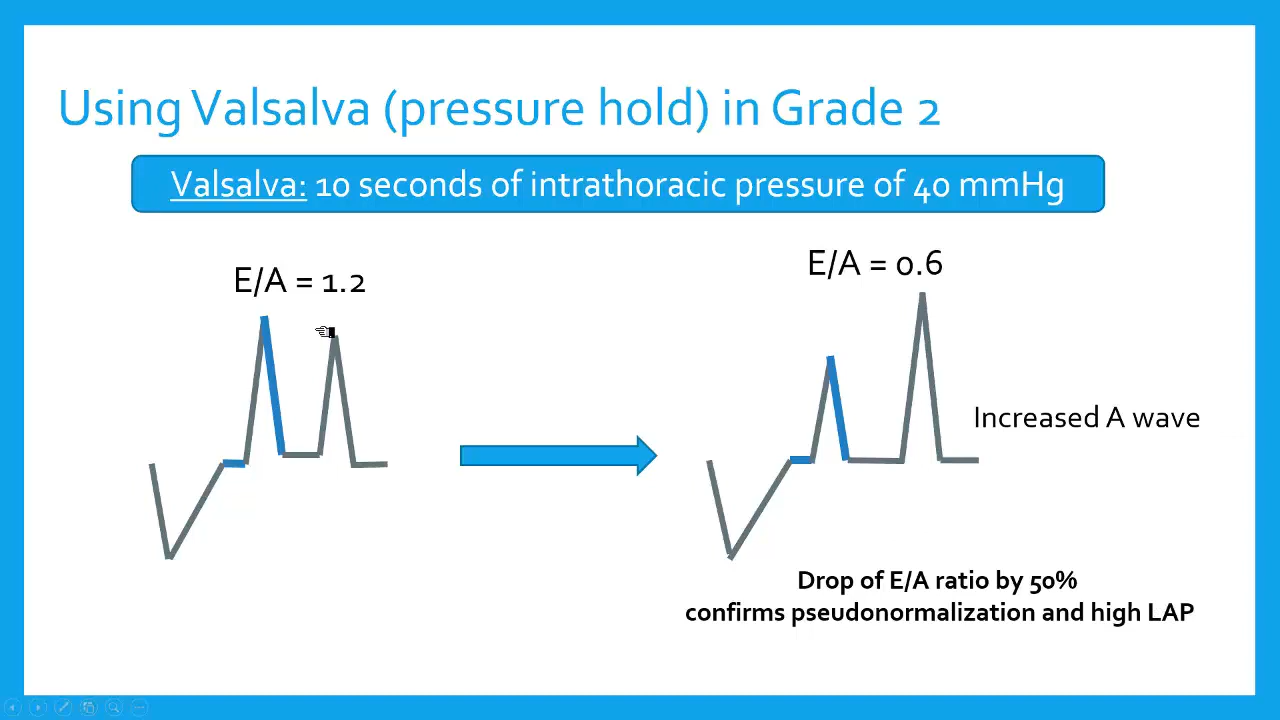 Using Valsalva (pressure hold) in Grade 2
Valsalva: 10 seconds of intrathoracic pressure of 40 mmHg
E/A = 1.2
E/A = 0.6
Increased A wave
Drop of E/A ratio by 50%
confirms pseudonormalization and high LAP